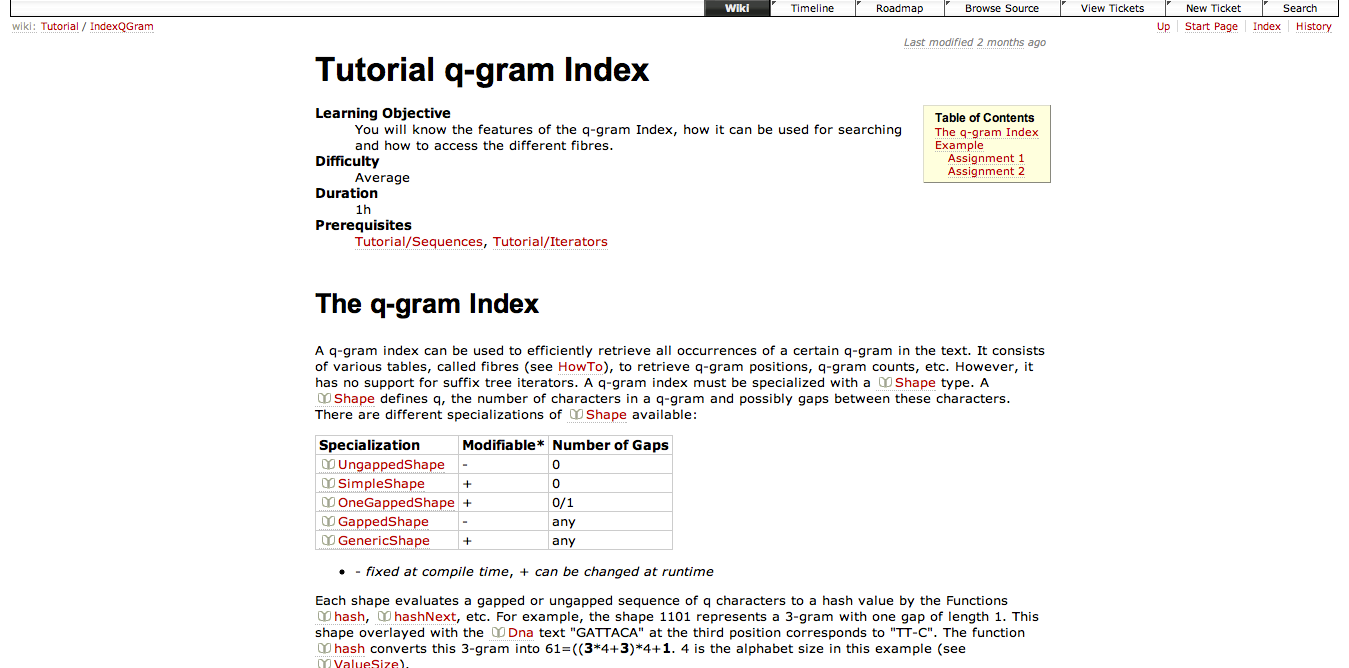 Wiki Timeline Roadmap Browse Source View Tickets New Ticket Search
wiki: Tutorial / IndexQGram Up Start Page Index History
Last modified 2 months ago
Tutorial q-gram Index
Learning Objective
You will know the features of the q-gram Index, how it can be used for searching
and how to access the different fibres.
Difficulty
Average
Duration
1h
Prerequisites
Tutorial/Sequences, Tutorial/Iterators
Table of Contents
The q-gram Index
Example
Assignment 1
Assignment 2
The q-gram Index
A q-gram index can be used to efficiently retrieve all occurrences of a certain q-gram in the text. It consists
of various tables, called fibres (see HowTo), to retrieve q-gram positions, q-gram counts, etc. However, it
has no support for suffix tree iterators. A q-gram index must be specialized with a Shape type. A
Shape defines q, the number of characters in a q-gram and possibly gaps between these characters.
There are different specializations of Shape available:
Specialization Modifiable* Number of Gaps
UngappedShape - 0
SimpleShape + 0
OneGappedShape + 0/1
GappedShape - any
GenericShape + any
• - fixed at compile time, + can be changed at runtime
Each shape evaluates a gapped or ungapped sequence of q characters to a hash value by the Functions
hash, hashNext, etc. For example, the shape 1101 represents a 3-gram with one gap of length 1. This
shape overlayed with the Dna text "GATTACA" at the third position corresponds to "TT-C". The function
hash converts this 3-gram into 61=((3*4+3)*4+1. 4 is the alphabet size in this example (see
ValueSize).